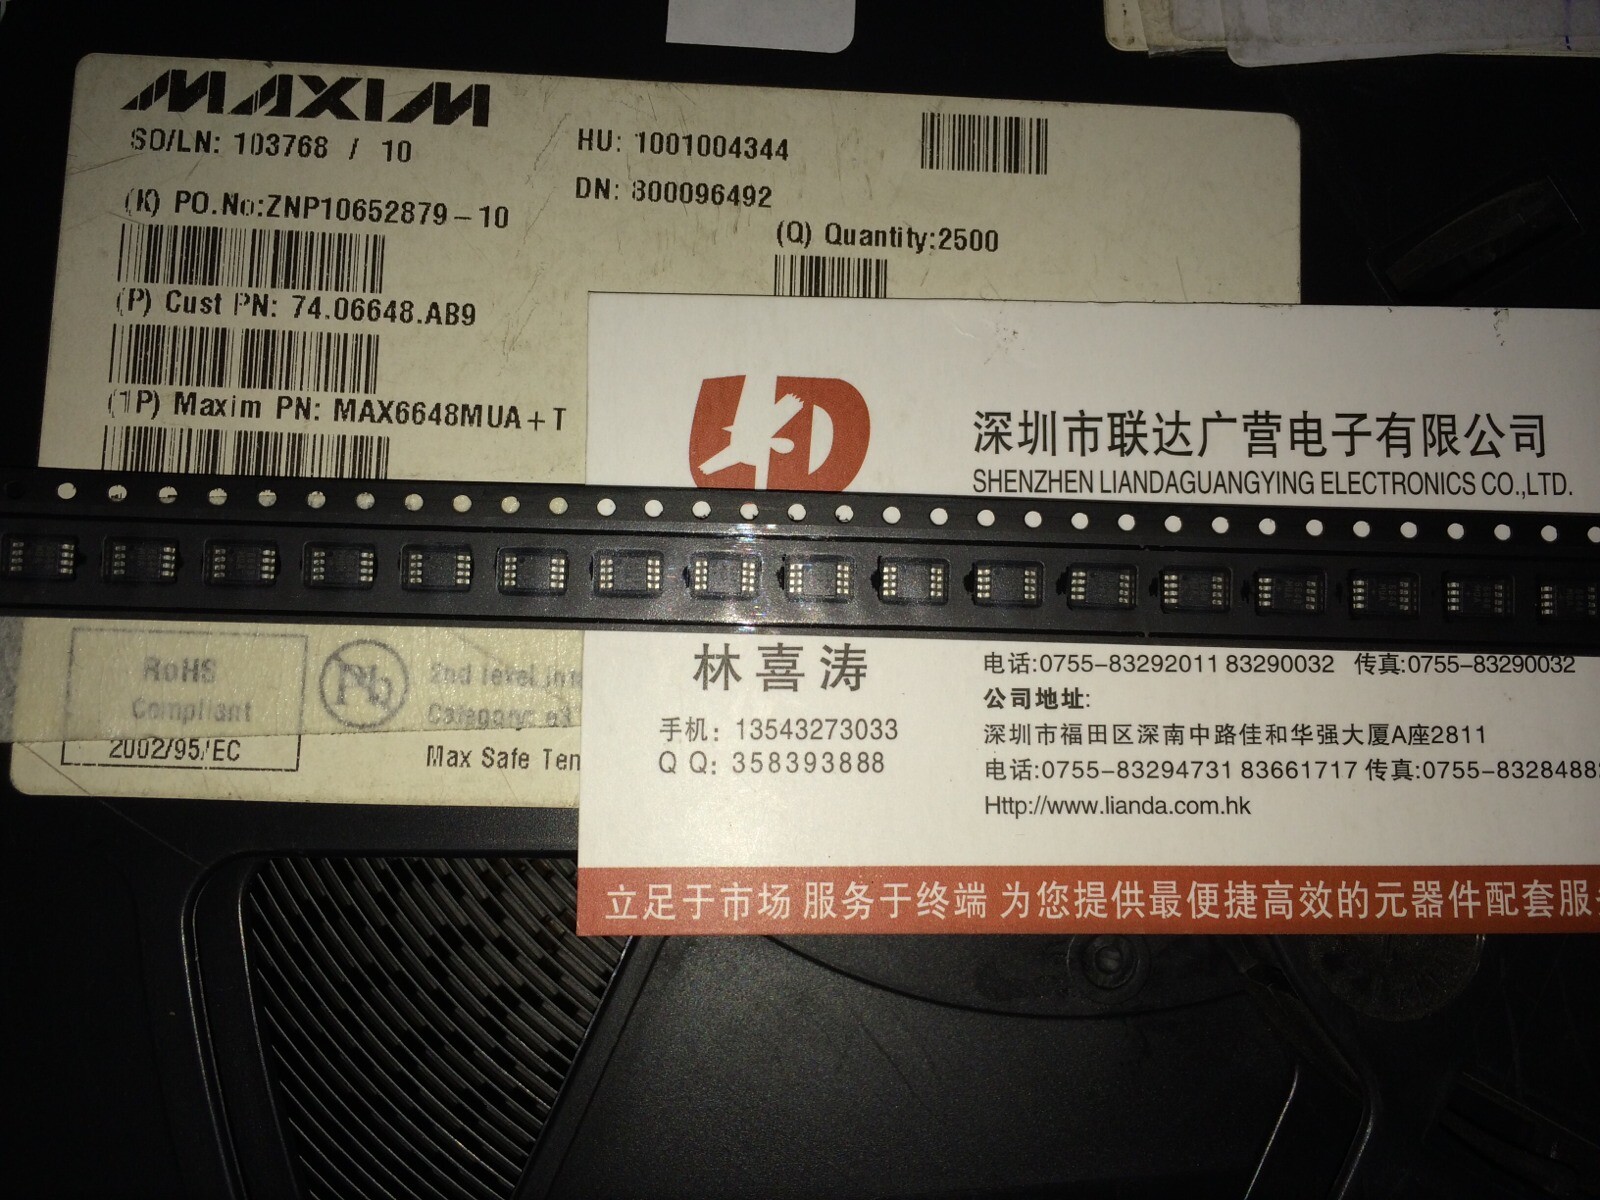 MAXIM
SO/LN: 103768 / 10
HU: 1001004344
DN: 800096492
(K) PO.No:ZNP10652879-10
(Q) Quantity:2500
(P) Cust PN: 74.06648.AB9
(1P) Maxim PN: MAX6648MUA+T
深圳市联达广营电子有限公司
SHENZHEN LIANDAGUANGYING ELECTRONICS CO.,LTD.
RoHS
Compliant
2002/95/EC
Pb
2nd level
Category: e3
Max Safe
林喜涛
手机: 13543273033
QQ: 358393888
电话:0755-83292011 83290032 传真:0755-83290032
公司地址:
深圳市福田区深南中路佳和华强大厦A座2811
电话:0755-83294731 83661717 传真:0755-8328488
Http://www.lianda.com.hk
立足于市场 服务于终端 为您提供最便捷高效的元器件配套服